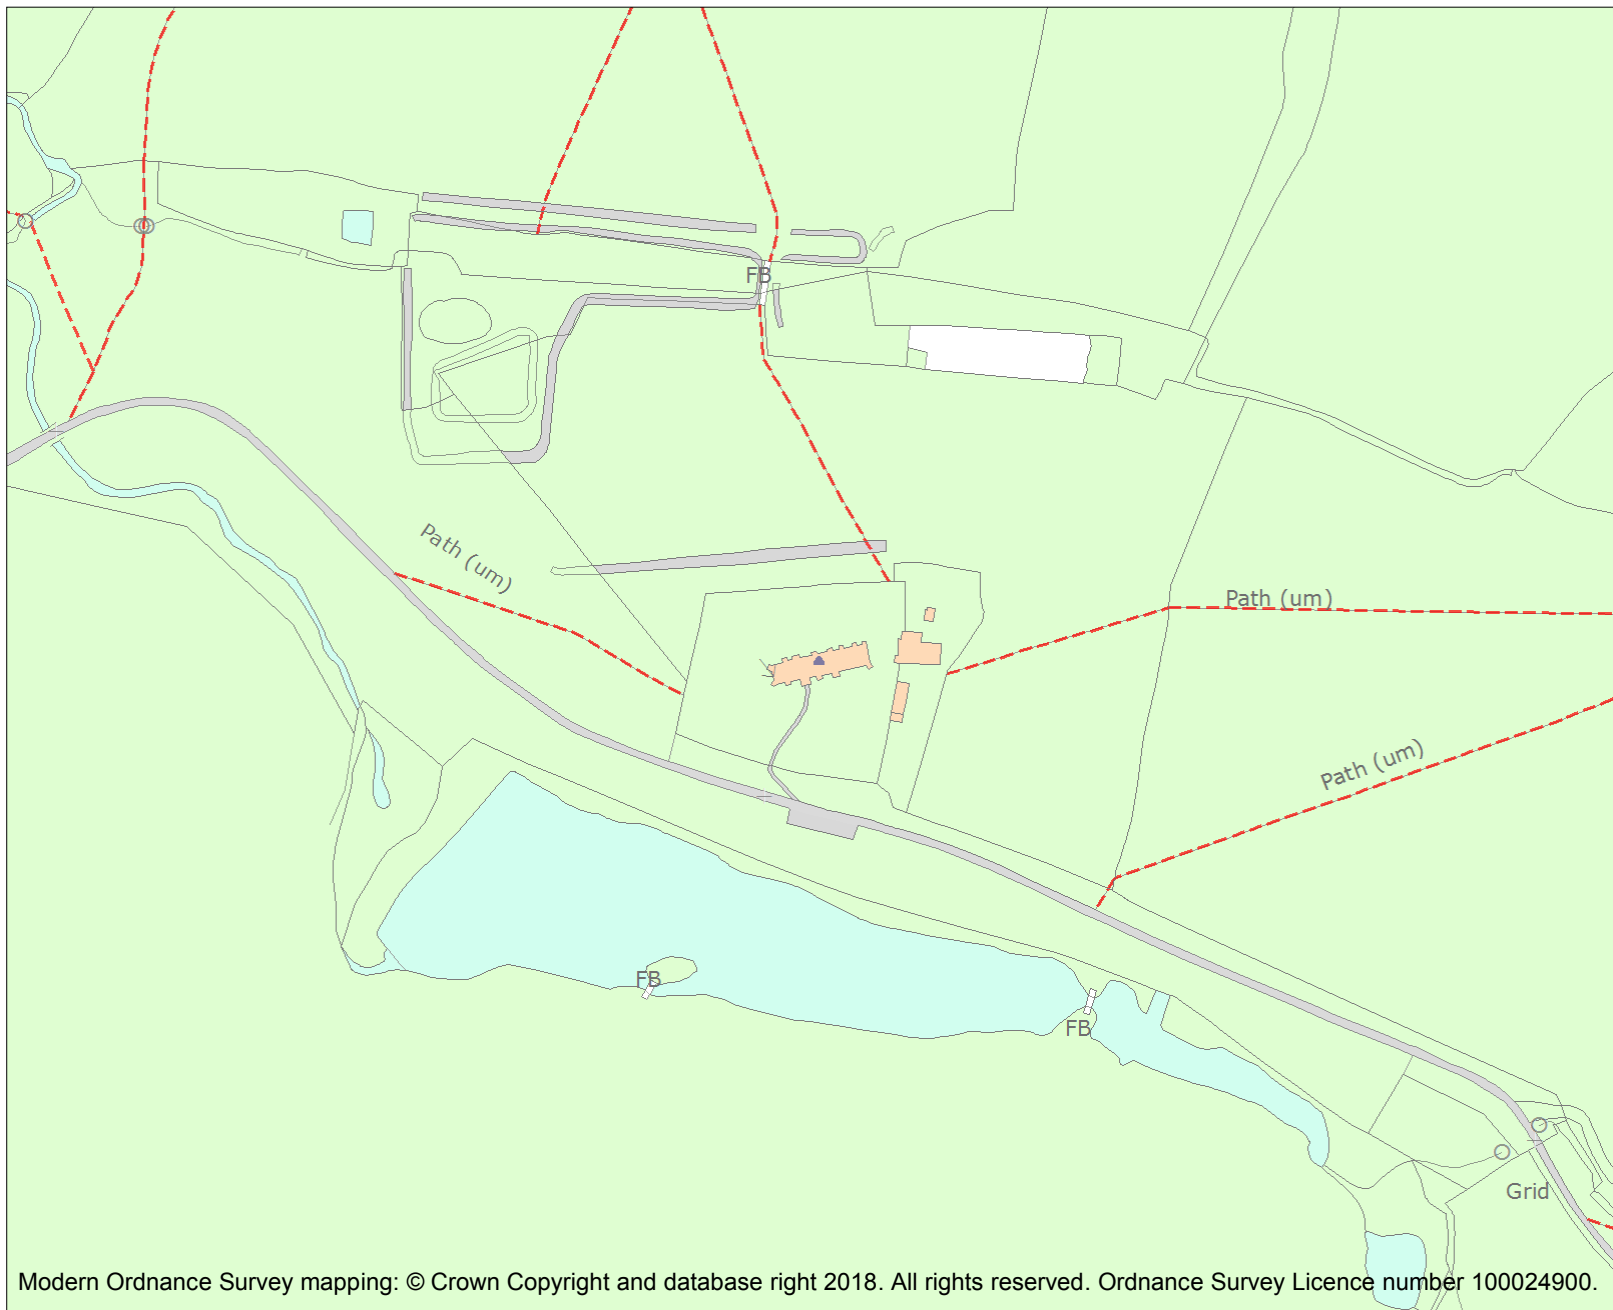 FB
Path (um)
Path (um)
Path (um)
FB
FB
Grid
Modern Ordnance Survey mapping: © Crown Copyright and database right 2018. All rights reserved. Ordnance Survey Licence number 100024900.